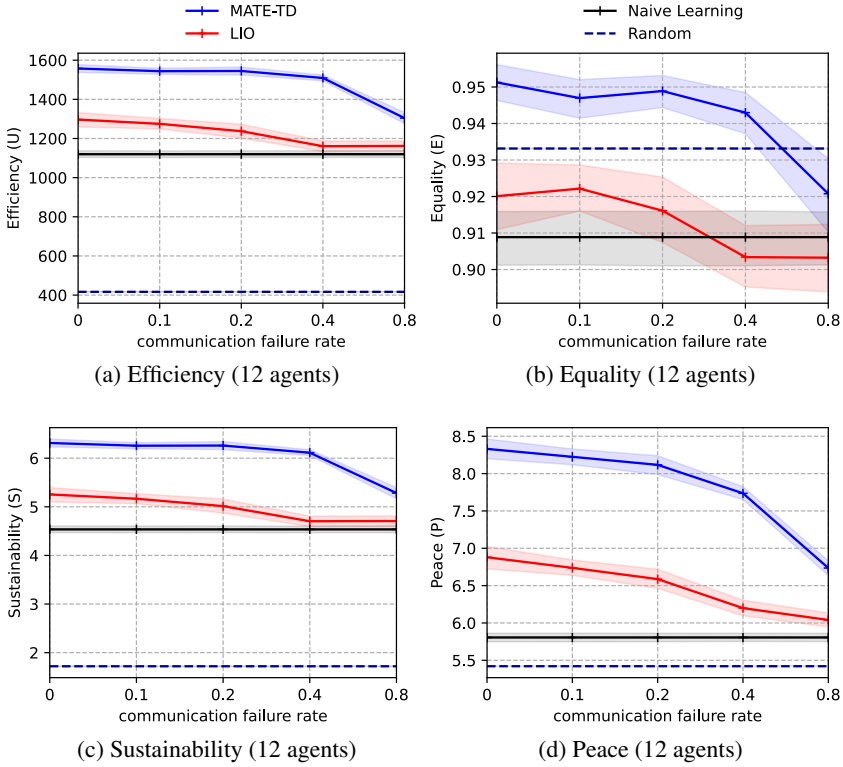 MATE-TD
LIO
Naive Learning
Random
1600
1400
1200
1000
800
600
400
Efficiency (U)
0 0.1 0.2 0.4 0.8
communication failure rate
(a) Efficiency (12 agents)
0.95
0.94
0.93
0.92
0.91
0.90
Equality (E)
0 0.1 0.2 0.4 0.8
communication failure rate
(b) Equality (12 agents)
6
5
4
3
2
Sustainability (S)
0 0.1 0.2 0.4 0.8
communication failure rate
(c) Sustainability (12 agents)
8.5
8.0
7.5
7.0
6.5
6.0
5.5
Peace (P)
0 0.1 0.2 0.4 0.8
communication failure rate
(d) Peace (12 agents)